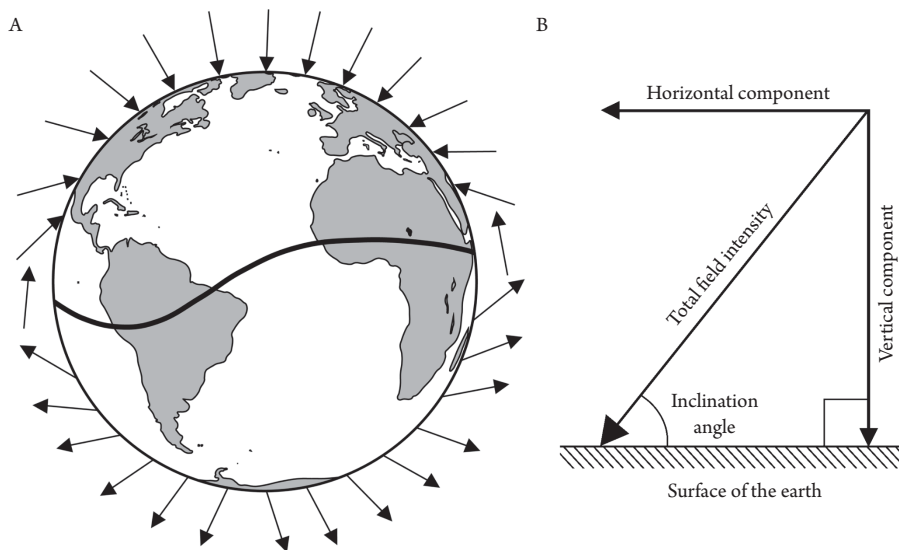 A
B
Horizontal component
Total field intensity
Vertical component
Inclination
angle
Surface of the earth